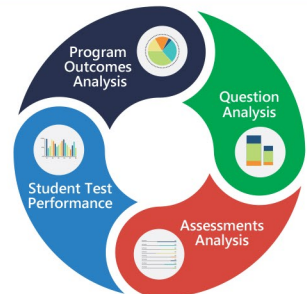 Program
Outcomes
Analysis
Question
Analysis
Assessments
Analysis
Student Test
Performance